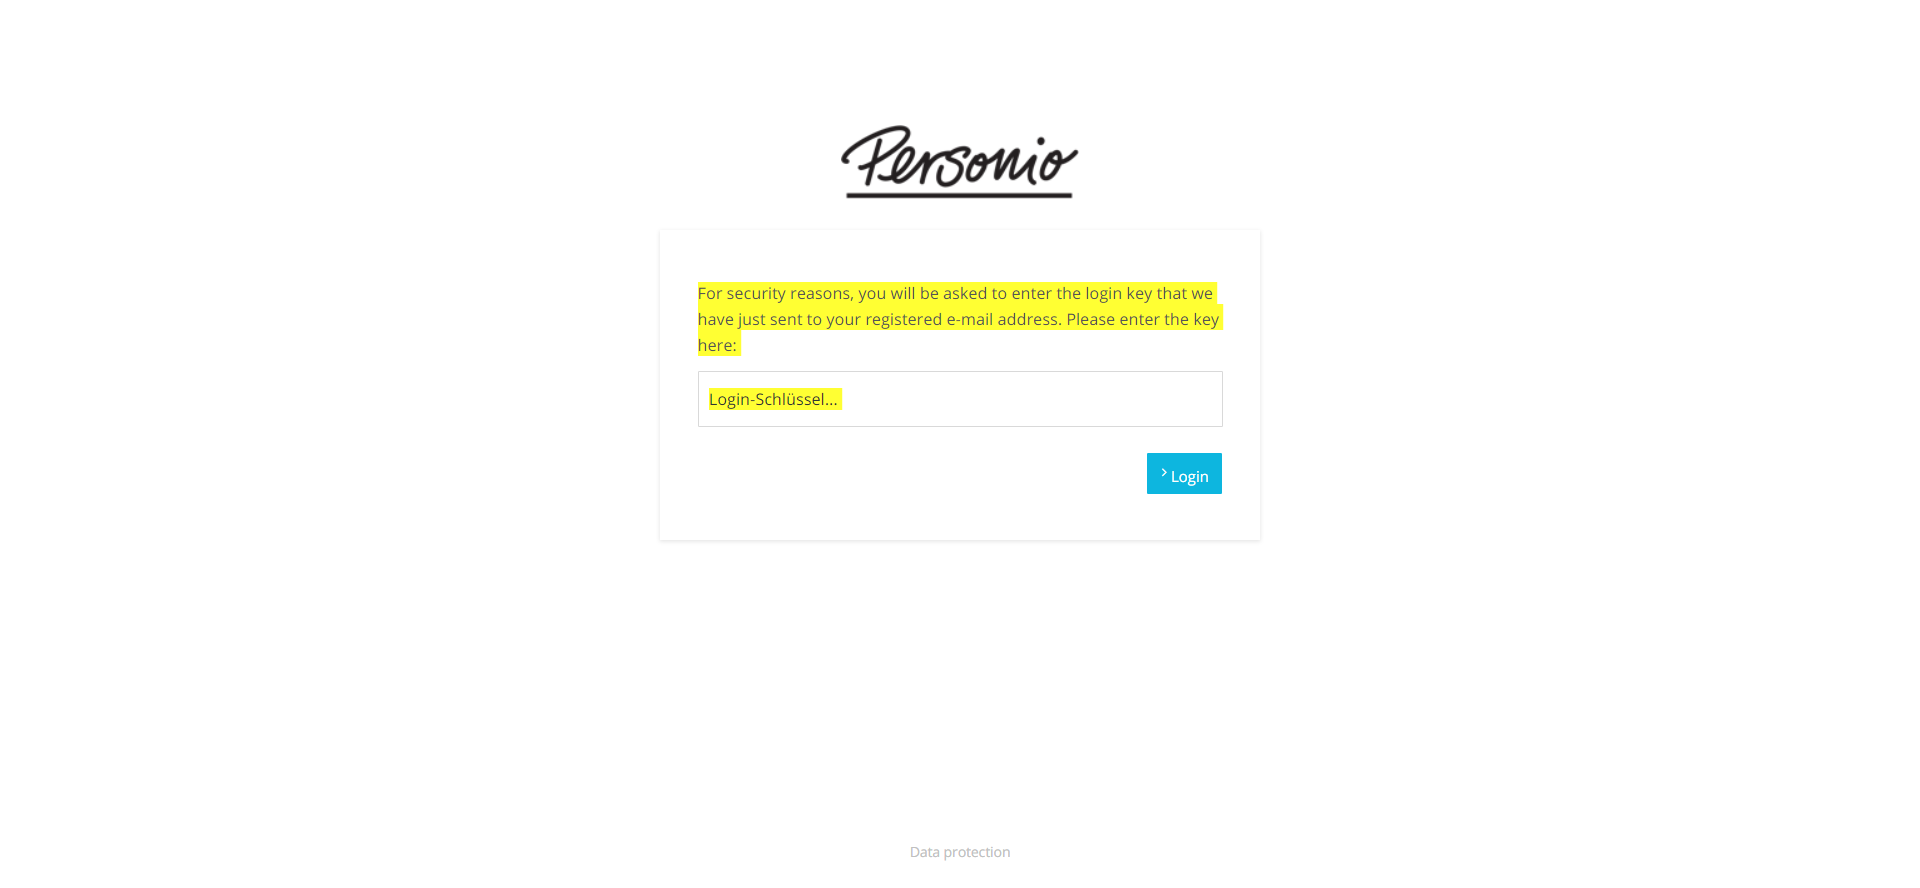 Personio
For security reasons, you will be asked to enter the login key that we
have just sent to your registered e-mail address. Please enter the key
here:
Login-Schlüssel...
Login
Data protection